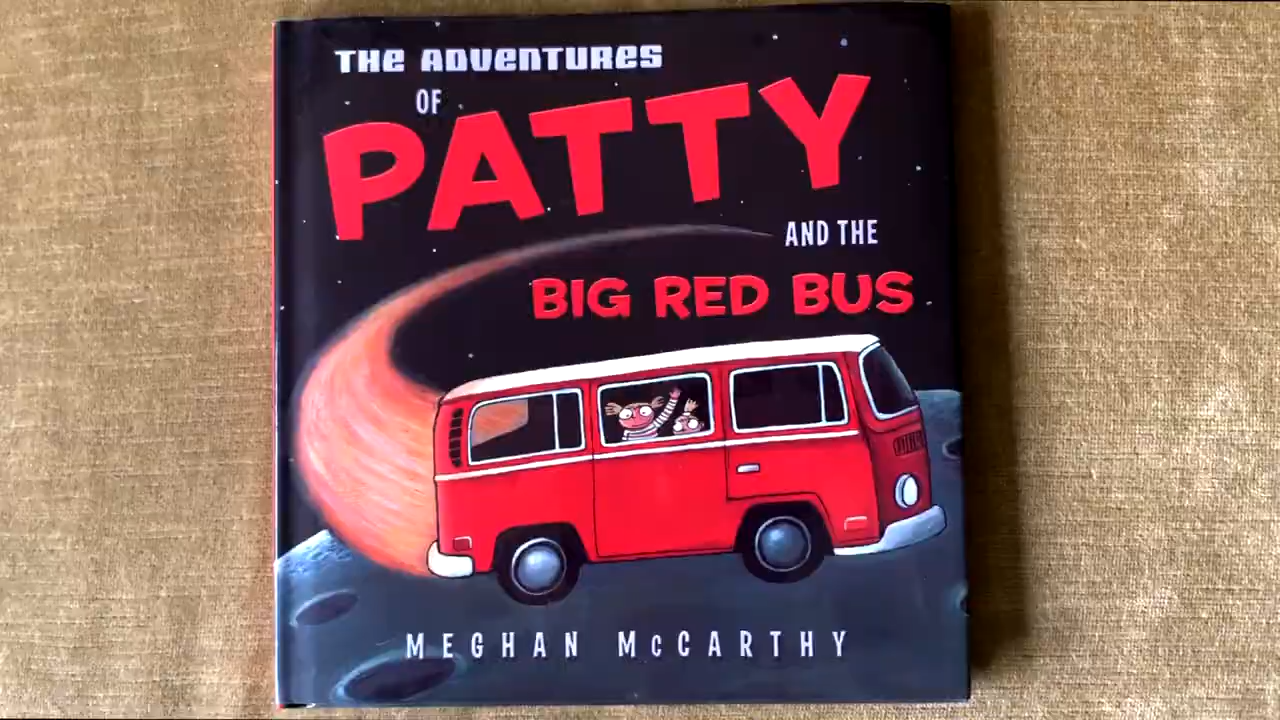 THE ADVENTURES
OF
PATTY
AND THE
BIG RED BUS
MEGHAN McCARTHY